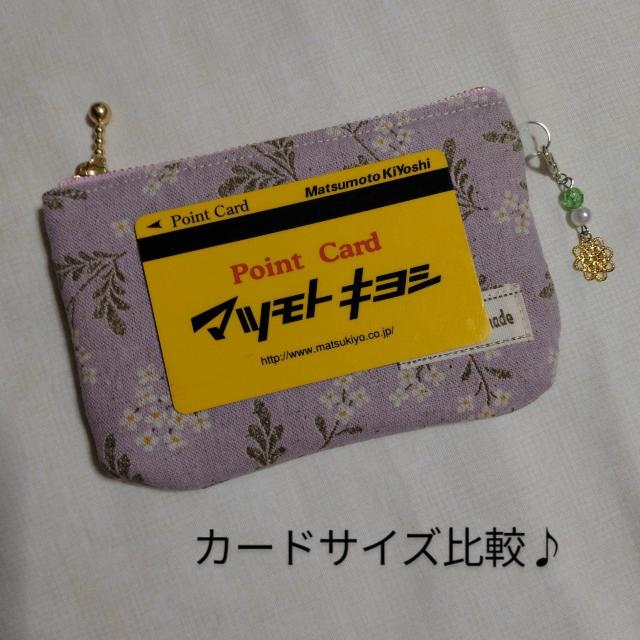 Point Card
Matsumoto KiYoshi
Point Card
マツモト キヨシ
http://www.matsukiyo.co.jp/
カードサイズ比較♪